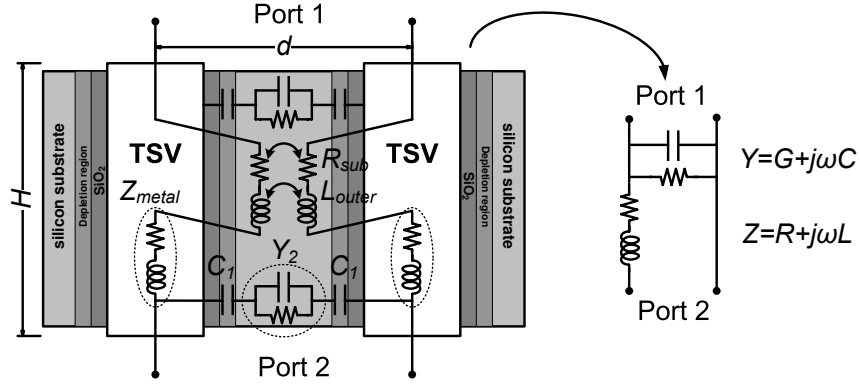 Port 1
d
H
silicon substrate
Depletion region
SiO2
TSV
TSV
SiO2
Depletion region
silicon substrate
Rsub
Zmetal
Louter
C1
Y2
C1
Port 2
Port 1
Y=G+jωC
Z=R+jωL
Port 2